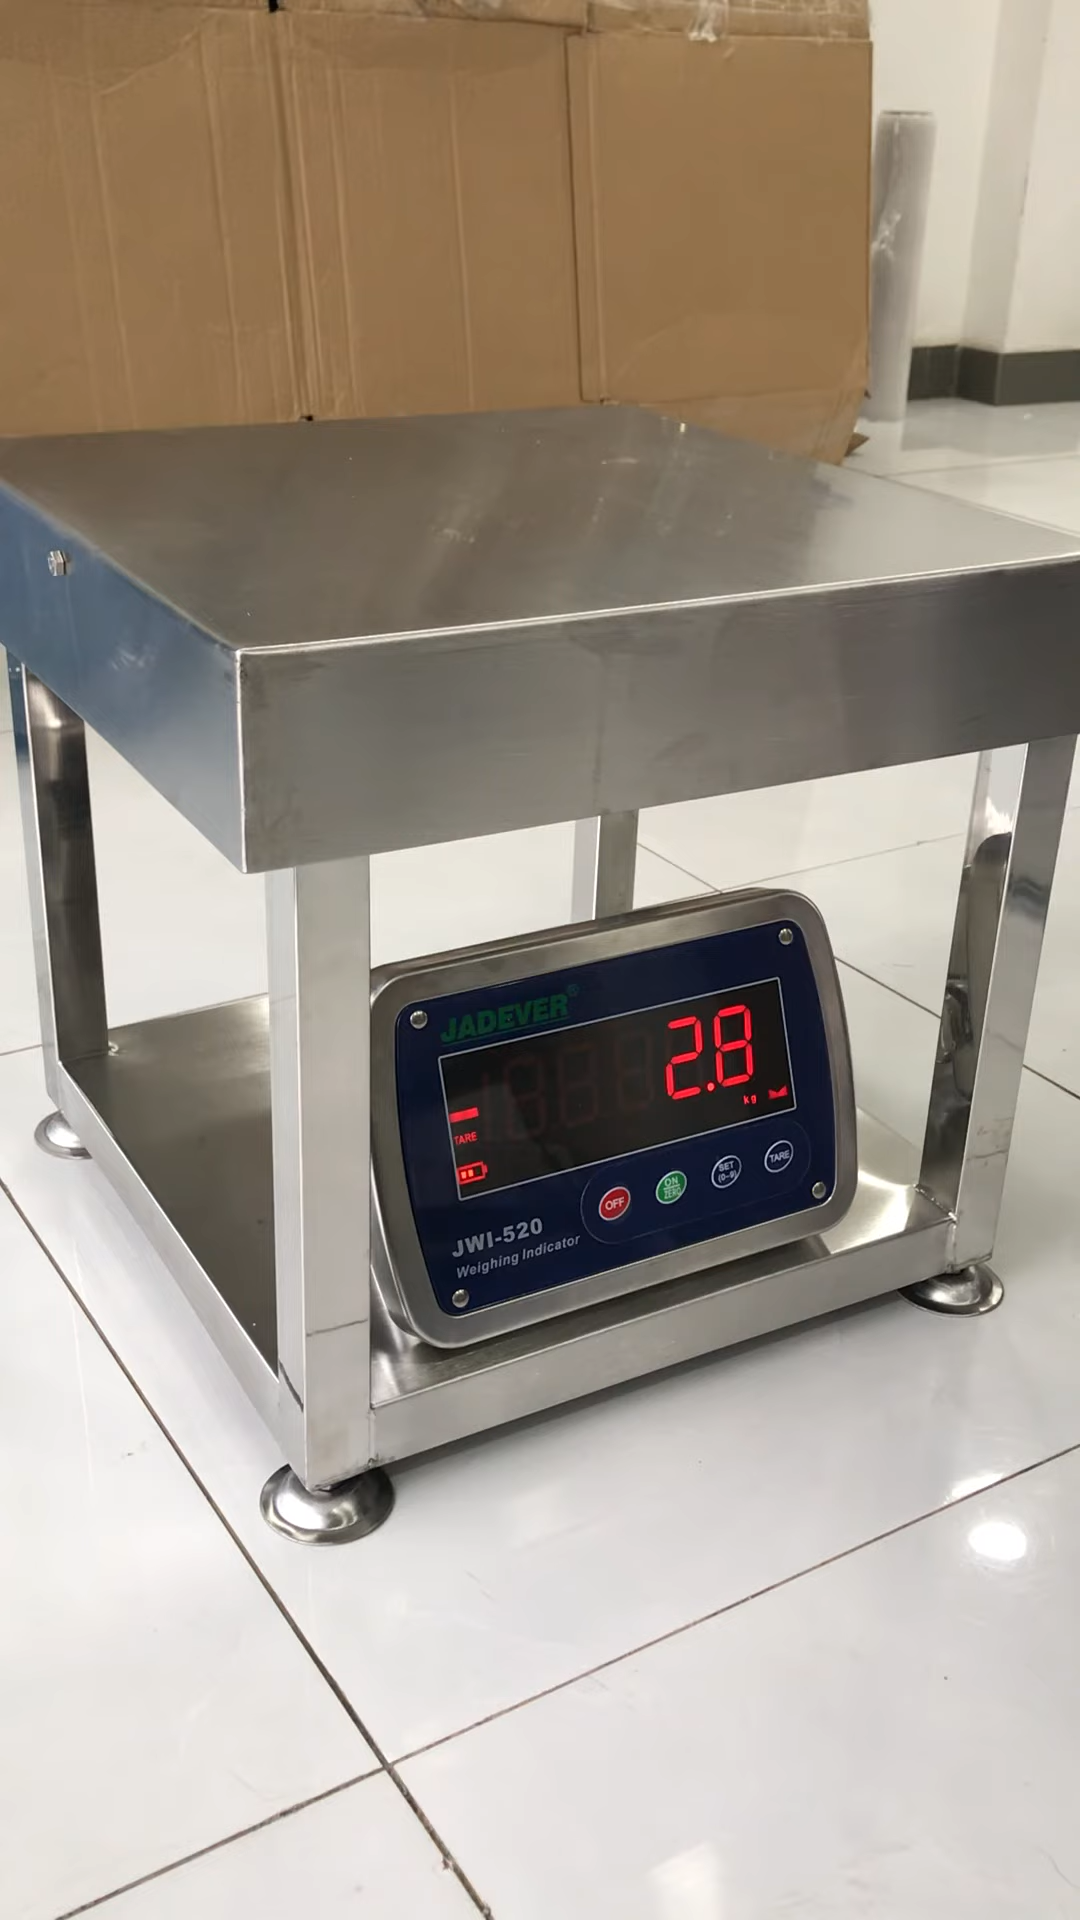 JADEVER®
2.8
kg
TARE
OFF
ON
ZERO
SET
(0~9)
TARE
JWI-520
Weighing Indicator